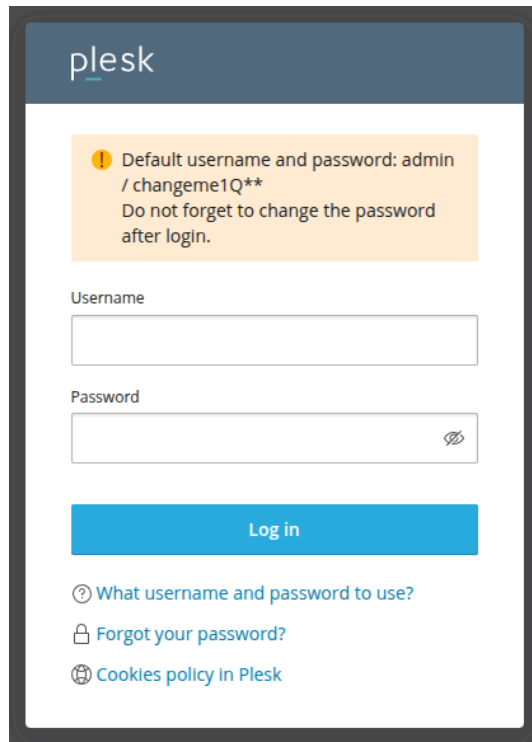 plesk
Default username and password: admin
/ changeme1Q**
Do not forget to change the password
after login.
Username
Password
Log in
What username and password to use?
Forgot your password?
Cookies policy in Plesk